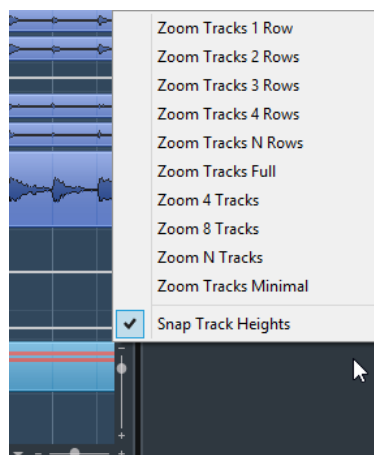 Zoom Tracks 1 Row
Zoom Tracks 2 Rows
Zoom Tracks 3 Rows
Zoom Tracks 4 Rows
Zoom Tracks N Rows
Zoom Tracks Full
Zoom 4 Tracks
Zoom 8 Tracks
Zoom N Tracks
Zoom Tracks Minimal
Snap Track Heights